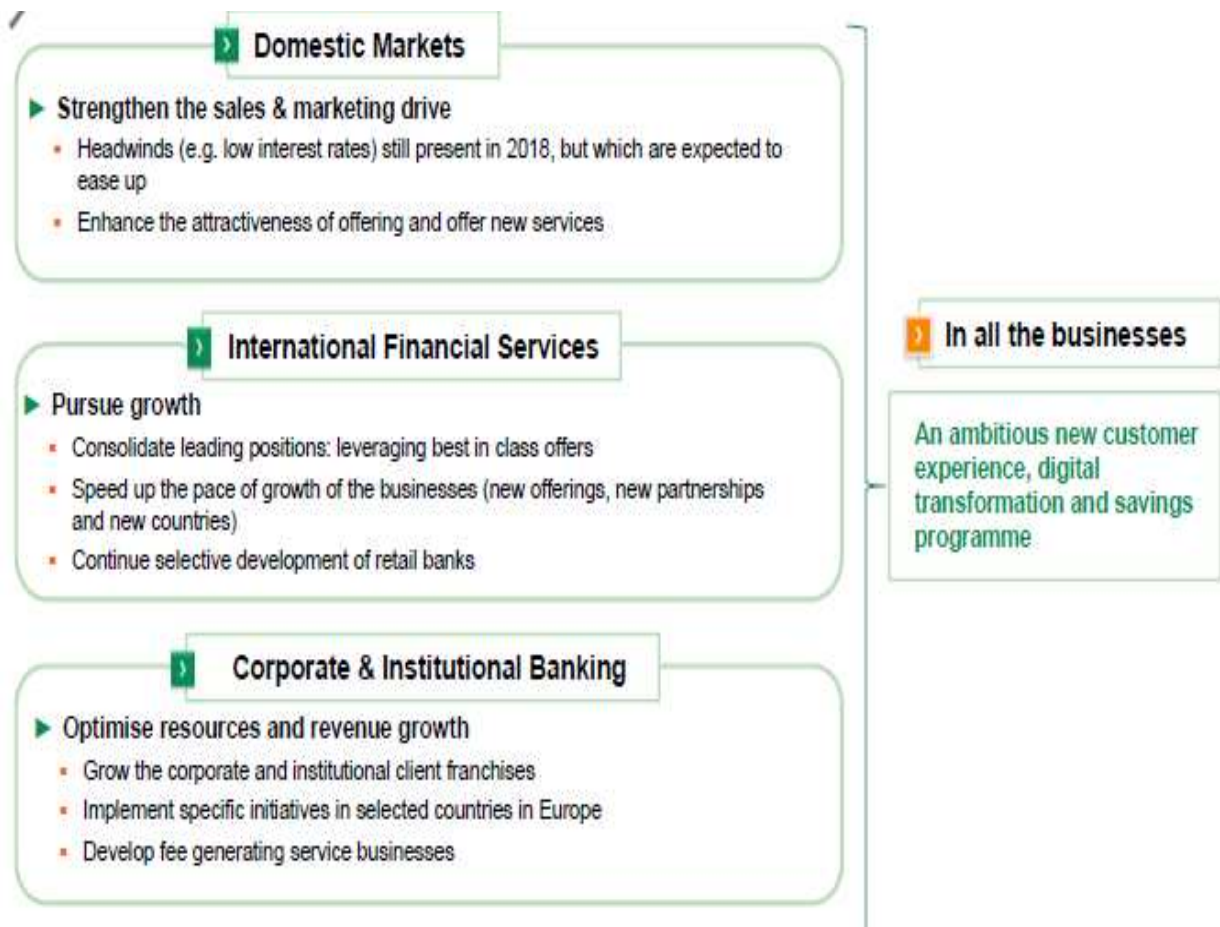 Domestic Markets
Strengthen the sales & marketing drive
Headwinds (e.g. low interest rates) still present in 2018, but which are expected to
ease up
Enhance the attractiveness of offering and offer new services
International Financial Services
Pursue growth
Consolidate leading positions: leveraging best in class offers
Speed up the pace of growth of the businesses (new offerings, new partnerships
and new countries)
Continue selective development of retail banks
Corporate & Institutional Banking
Optimise resources and revenue growth
Grow the corporate and institutional client franchises
Implement specific initiatives in selected countries in Europe
Develop fee generating service businesses
In all the businesses
An ambitious new customer
experience, digital
transformation and savings
programme